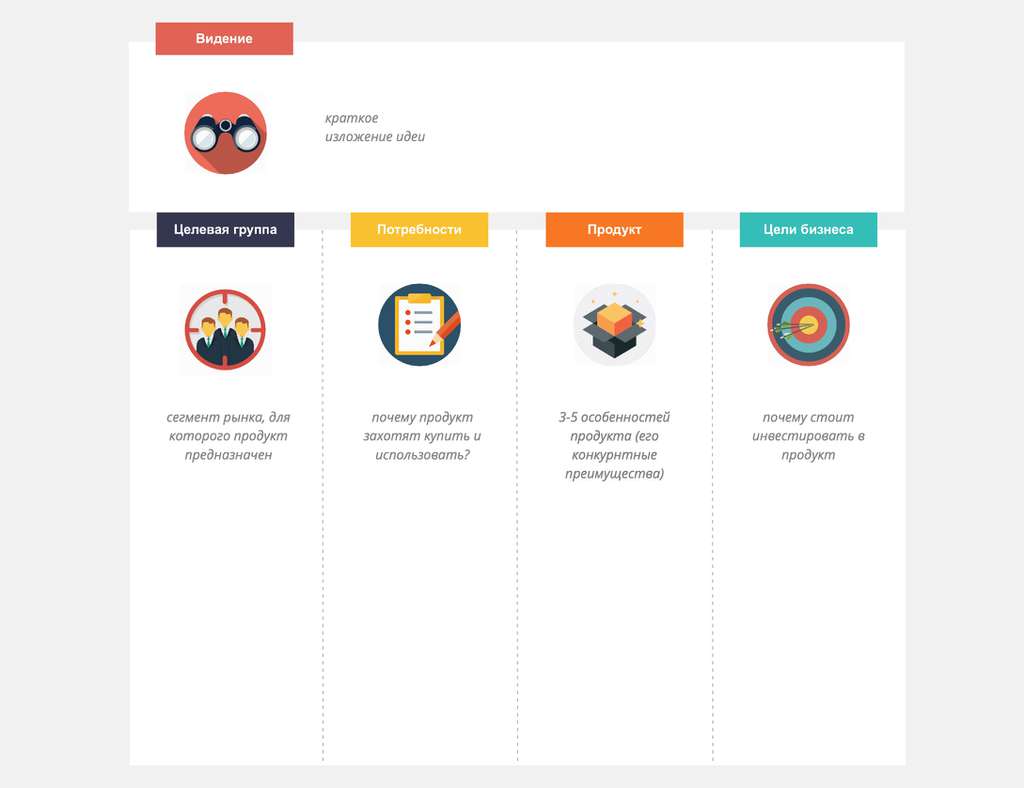 Видение
краткое
изложение идеи
Целевая группа
Потребности
Продукт
Цели бизнеса
сегмент рынка, для
которого продукт
предназначен
почему продукт
захотят купить и
использовать?
3-5 особенностей
продукта (его
конкурнтные
преимущества)
почему стоит
инвестировать в
продукт